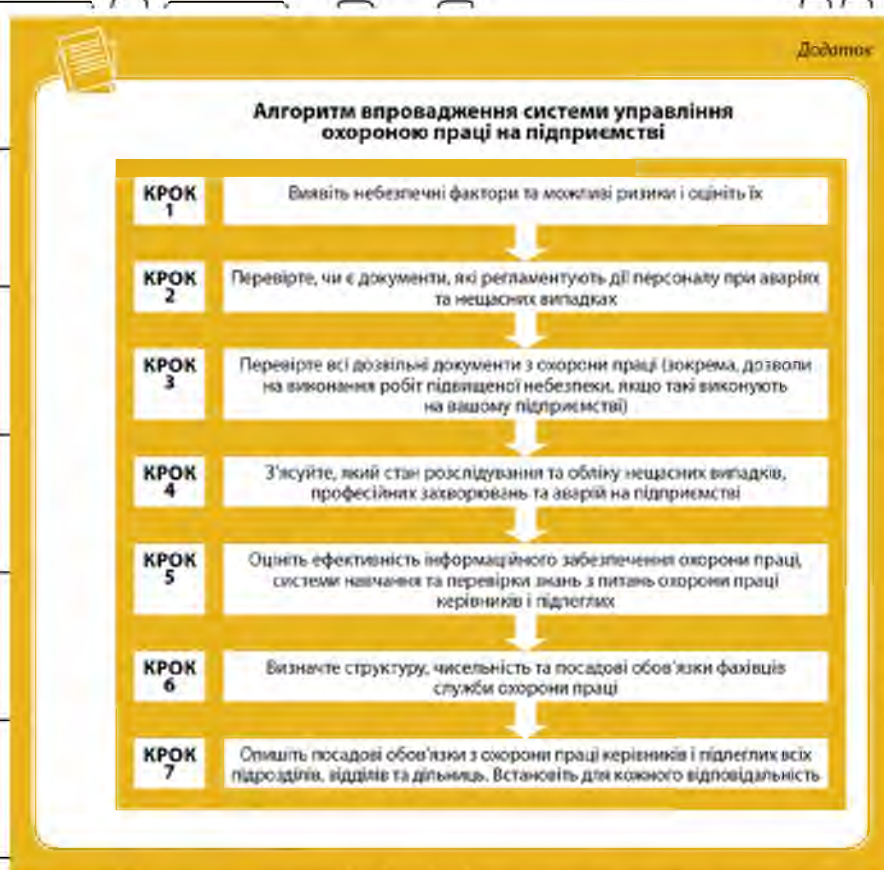 Додаток
Алгоритм впровадження системи управління
охороною праці на підприємстві
КРОК
1
Виявіть небезпечні фактори та можливі ризики і оцініть їх
КРОК
2
Перевірте, чи є документи, які регламентують дії персоналу при аваріях
та нещасних випадках
КРОК
3
Перевірте всі дозвільні документи з охорони праці (зокрема, дозволи
на виконання робіт підвищеної небезпеки, якщо такі виконують
на вашому підприємстві)
КРОК
4
З'ясуйте, який стан розслідування та обліку нещасних випадків,
професійних захворювань та аварій на підприємстві
КРОК
5
Оцініть ефективність інформаційного забезпечення охорони праці,
системи навчання та перевірки знань з питань охорони праці
керівників і підлеглих
КРОК
6
Визначте структуру, чисельність та посадові обов'язки фахівців
служби охорони праці
КРОК
7
Опишіть посадові обов'язки з охорони праці керівників і підлеглих всіх
підрозділів, відділів та дільниць. Встановіть для кожного відповідальність